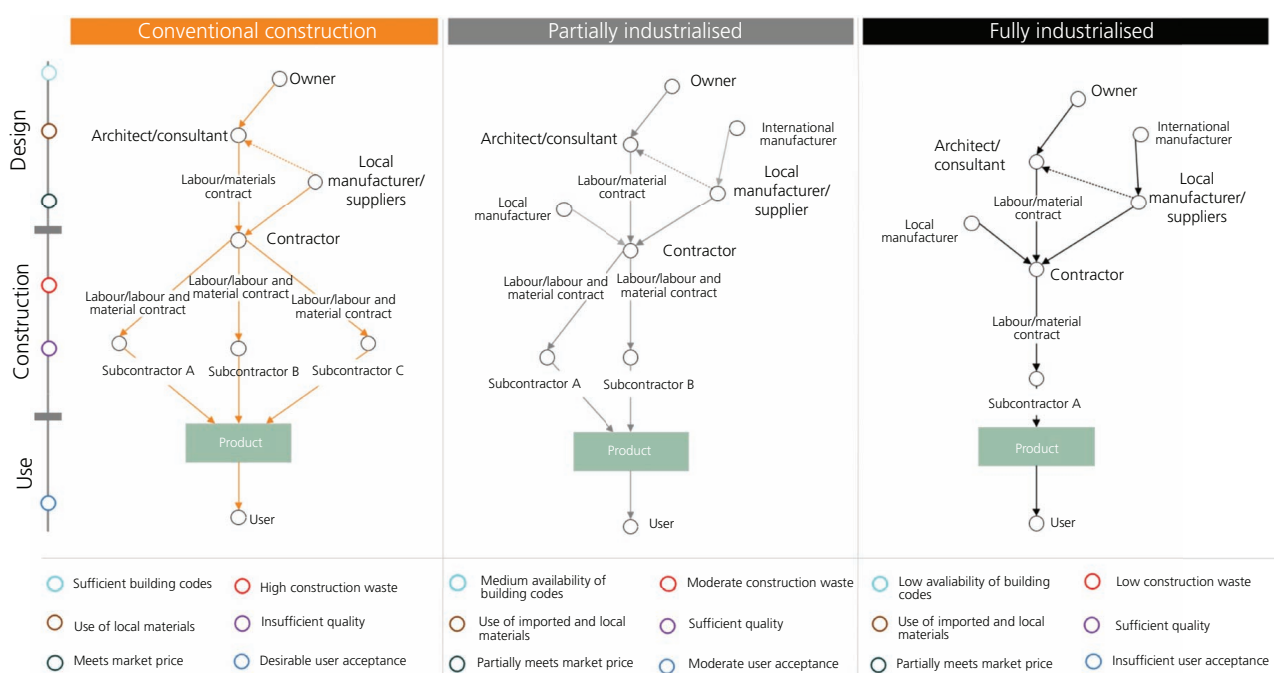 Conventional construction
Partially industrialised
Fully industrialised
Design
Construction
Use
Owner
Architect/consultant
Labour/materials
contract
Local
manufacturer/
suppliers
Contractor
Labour/labour and
material contract
Labour/labour and
material contract
Labour/labour and
material contract
Subcontractor A
Subcontractor B
Subcontractor C
Product
User
Owner
Architect/consultant
International
manufacturer
Labour/material
contract
Local
manufacturer/
supplier
Local
manufacturer
Contractor
Labour/labour and
material contract
Labour/labour and
material contract
Subcontractor A
Subcontractor B
Product
User
Owner
International
manufacturer
Architect/
consultant
Labour/material
contract
Local
manufacturer/
suppliers
Local
manufacturer
Contractor
Labour/material
contract
Subcontractor A
Product
User
Sufficient building codes
High construction waste
Use of local materials
Insufficient quality
Meets market price
Desirable user acceptance
Medium availability of
building codes
Moderate construction waste
Use of imported and local
materials
Sufficient quality
Partially meets market price
Moderate user acceptance
Low avaliability of building
codes
Low construction waste
Use of imported and local
materials
Sufficient quality
Partially meets market price
Insufficient user acceptance